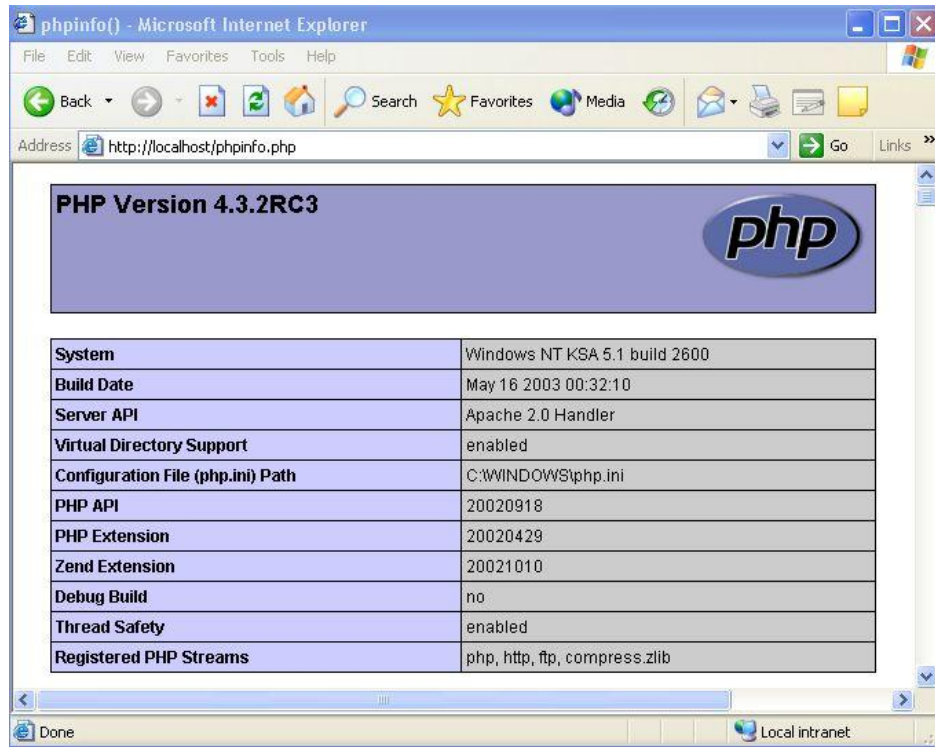 phpinfo() - Microsoft Internet Explorer
File Edit View Favorites Tools Help
Back Search Favorites Media
Address http://localhost/phpinfo.php Go Links »
PHP Version 4.3.2RC3
php
System Windows NT KSA 5.1 build 2600
Build Date May 16 2003 00:32:10
Server API Apache 2.0 Handler
Virtual Directory Support enabled
Configuration File (php.ini) Path C:\WINDOWS\php.ini
PHP API 20020918
PHP Extension 20020429
Zend Extension 20021010
Debug Build no
Thread Safety enabled
Registered PHP Streams php, http, ftp, compress.zlib
Done Local intranet